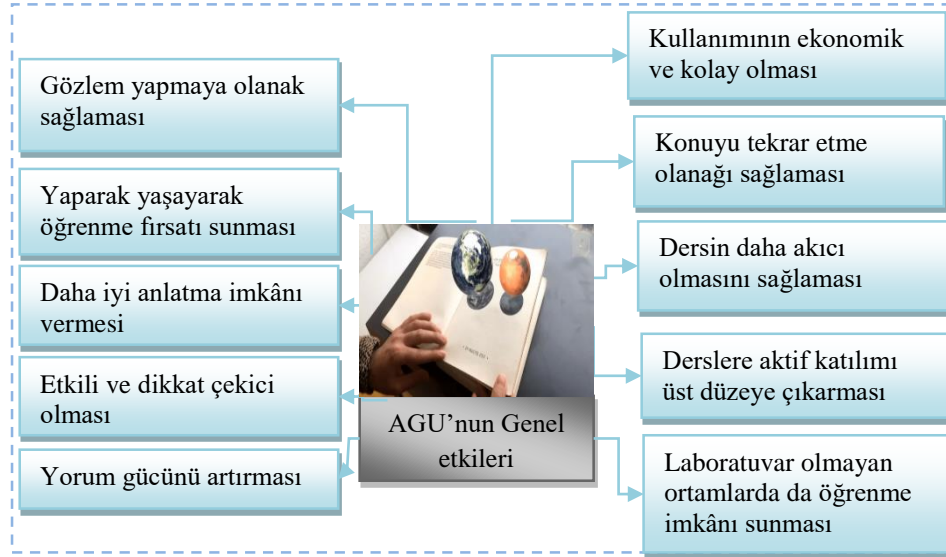 Gözlem yapmaya olanak
sağlaması
Yaparak yaşayarak
öğrenme fırsatı sunması
Daha iyi anlatma imkânı
vermesi
Etkili ve dikkat çekici
olması
Yorum gücünü artırması
AGU’nun Genel
etkileri
Kullanımının ekonomik
ve kolay olması
Konuyu tekrar etme
olanağı sağlaması
Dersin daha akıcı
olmasını sağlaması
Derslere aktif katılımı
üst düzeye çıkarması
Laboratuvar olmayan
ortamlarda da öğrenme
imkânı sunması